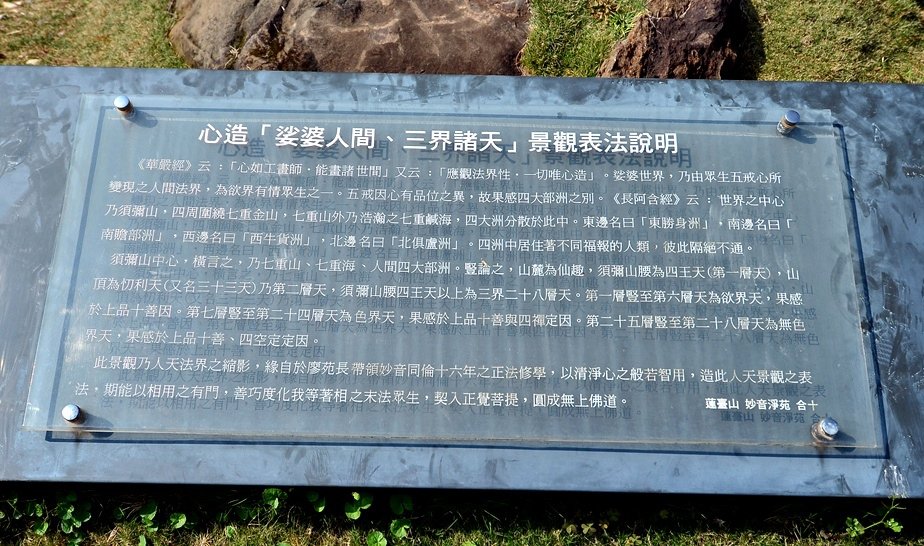 心造「娑婆人間、三界諸天」景觀表法說明
《華嚴經》云：「心如工畫師，能畫諸世間」又云：「應觀法界性，一切唯心造」。娑婆世界，乃由眾生五戒心所
變現之人間法界，為欲界有情眾生之一。五戒因心有品位之異，故果感四大部洲之別。《長阿含經》云：世界之中心
乃須彌山，四周圍繞七重金山，七重山外乃浩瀚之七重鹹海，四大洲分散於此中。東邊名曰「東勝身洲」，南邊名曰「
南贍部洲」，西邊名曰「西牛貨洲」，北邊名曰「北俱盧洲」。四洲中居住著不同福報的人類，彼此隔絕不通。
須彌山中心，橫言之，乃七重山、七重海、人間四大部洲。豎論之，山麓為仙趣，須彌山腰為四王天(第一層天)，山
頂為忉利天(又名三十三天)乃第二層天，須彌山腰四王天以上為三界二十八層天。第一層豎至第六層天為欲界天，果感
於上品十善因。第七層豎至第二十四層天為色界天，果感於上品十善與四禪定因。第二十五層豎至第二十八層天為無色
界天，果感於上品十善、四空定定因。
此景觀乃人天法界之縮影，緣自於廖苑長帶領妙音同倫十六年之正法修學，以清淨心之般若智用，造此人天景觀之表
法，期能以相用之有門，善巧度化我等著相之末法眾生，契入正覺菩提，圓成無上佛道。
蓮臺山 妙音淨苑 合十